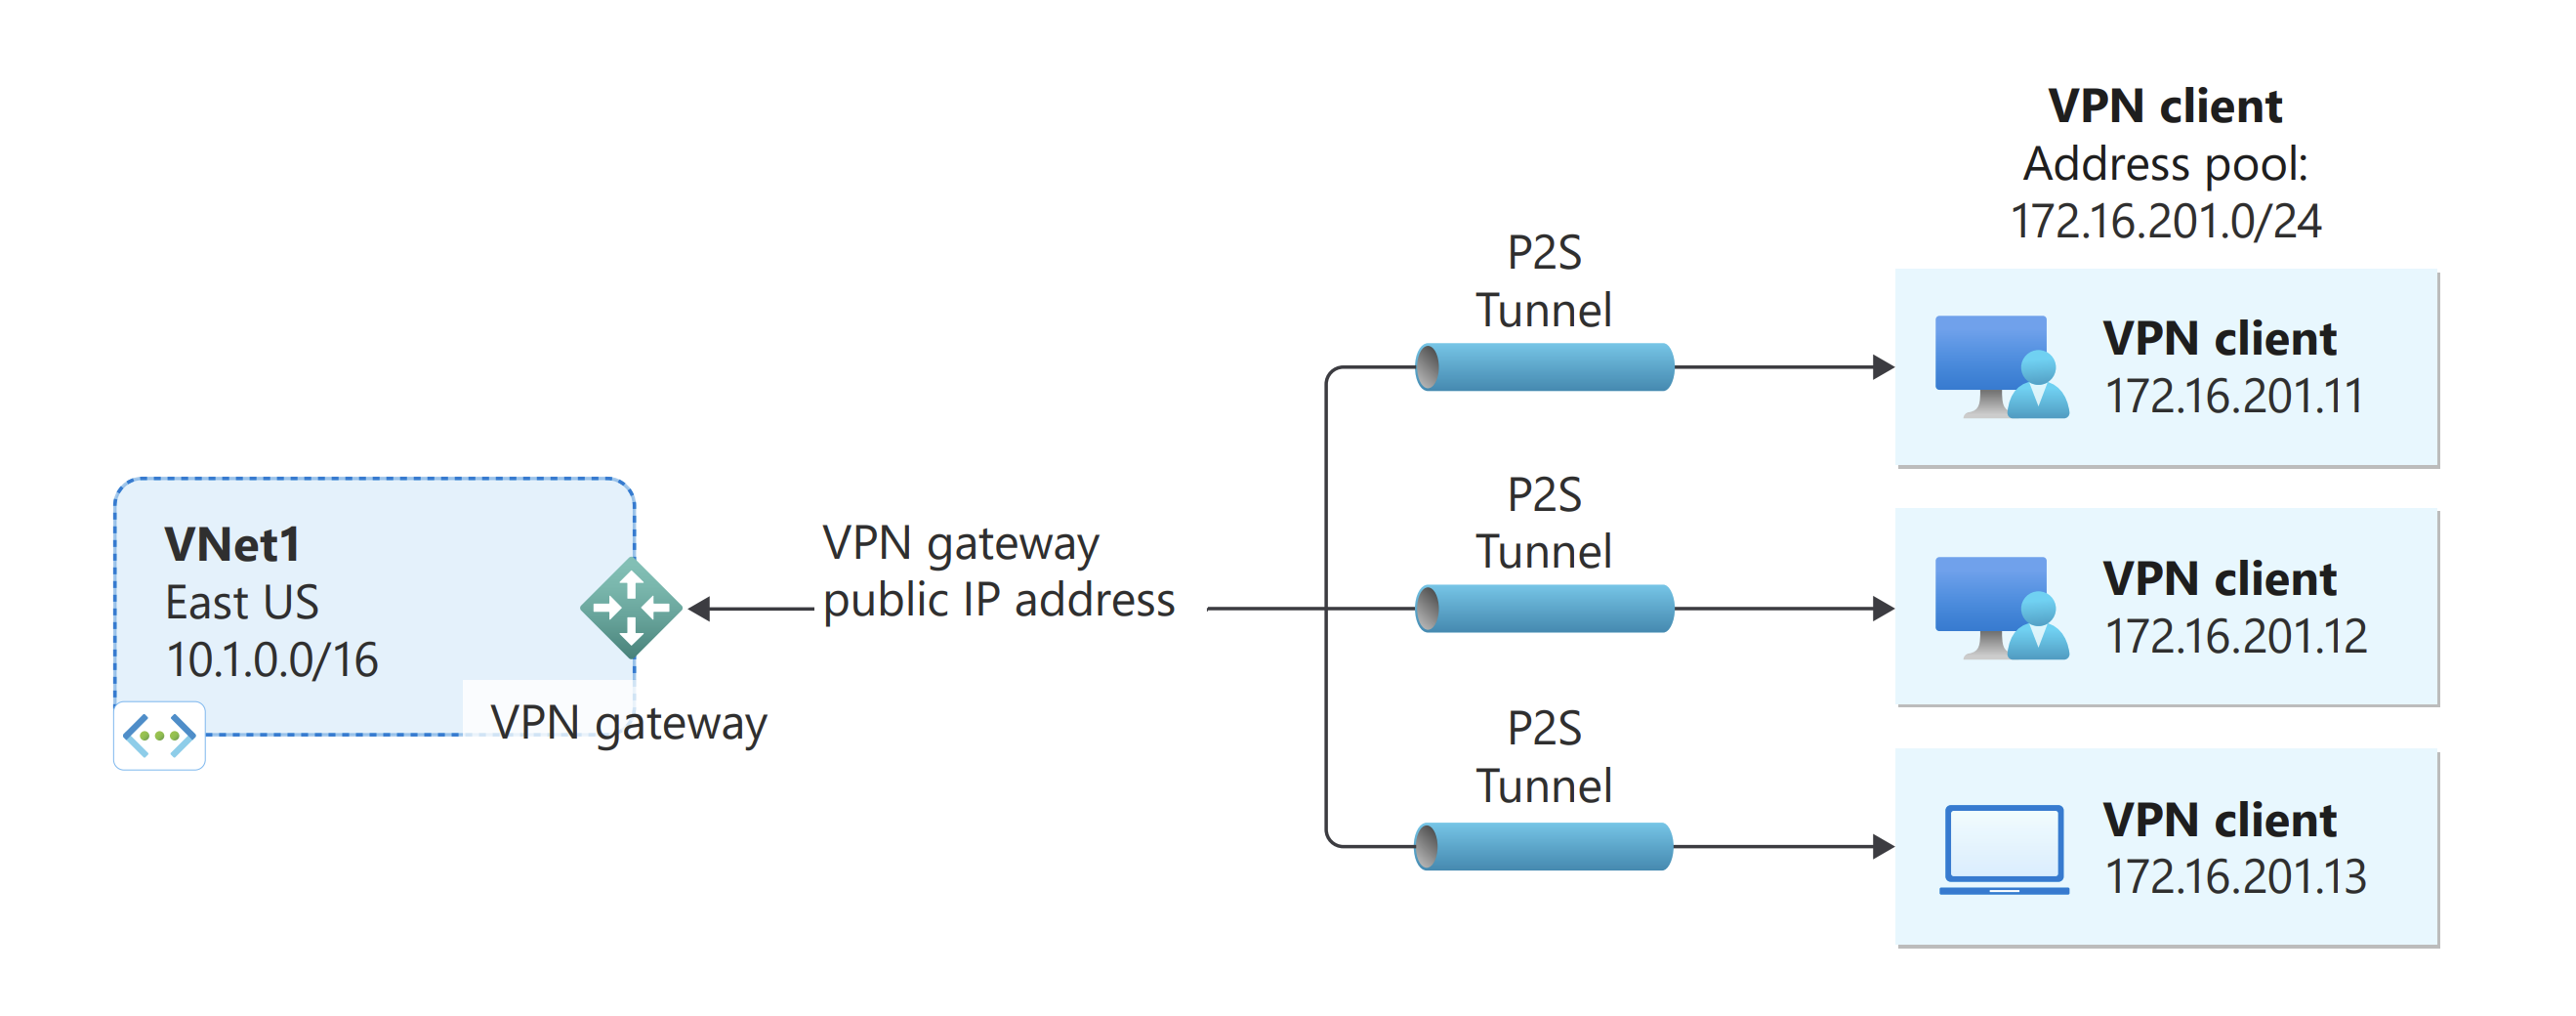 VPN client
Address pool:
172.16.201.0/24
P2S
Tunnel
VPN client
172.16.201.11
P2S
Tunnel
VPN client
172.16.201.12
VNet1
East US
10.1.0.0/16
VPN gateway
public IP address
VPN gateway
P2S
Tunnel
VPN client
172.16.201.13